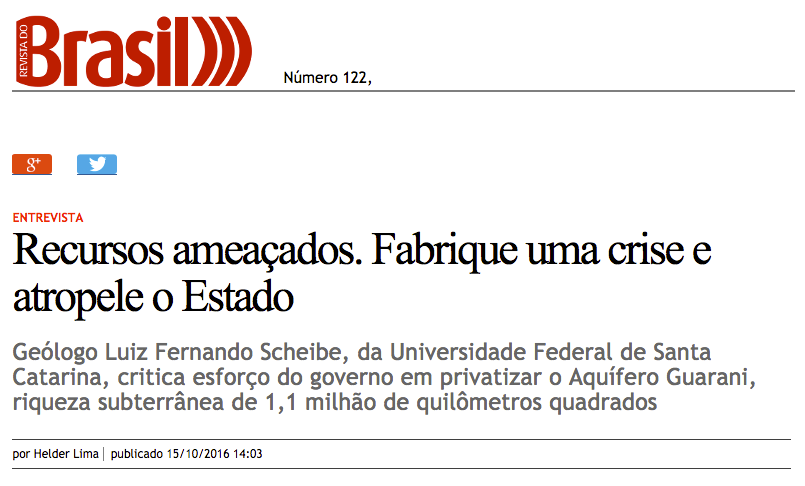 REVISTA DO
Brasil
Número 122,
g+
ENTREVISTA
Recursos ameaçados. Fabrique uma crise e
atropele o Estado
Geólogo Luiz Fernando Scheibe, da Universidade Federal de Santa
Catarina, critica esforço do governo em privatizar o Aquífero Guarani,
riqueza subterrânea de 1,1 milhão de quilômetros quadrados
por Helder Lima | publicado 15/10/2016 14:03